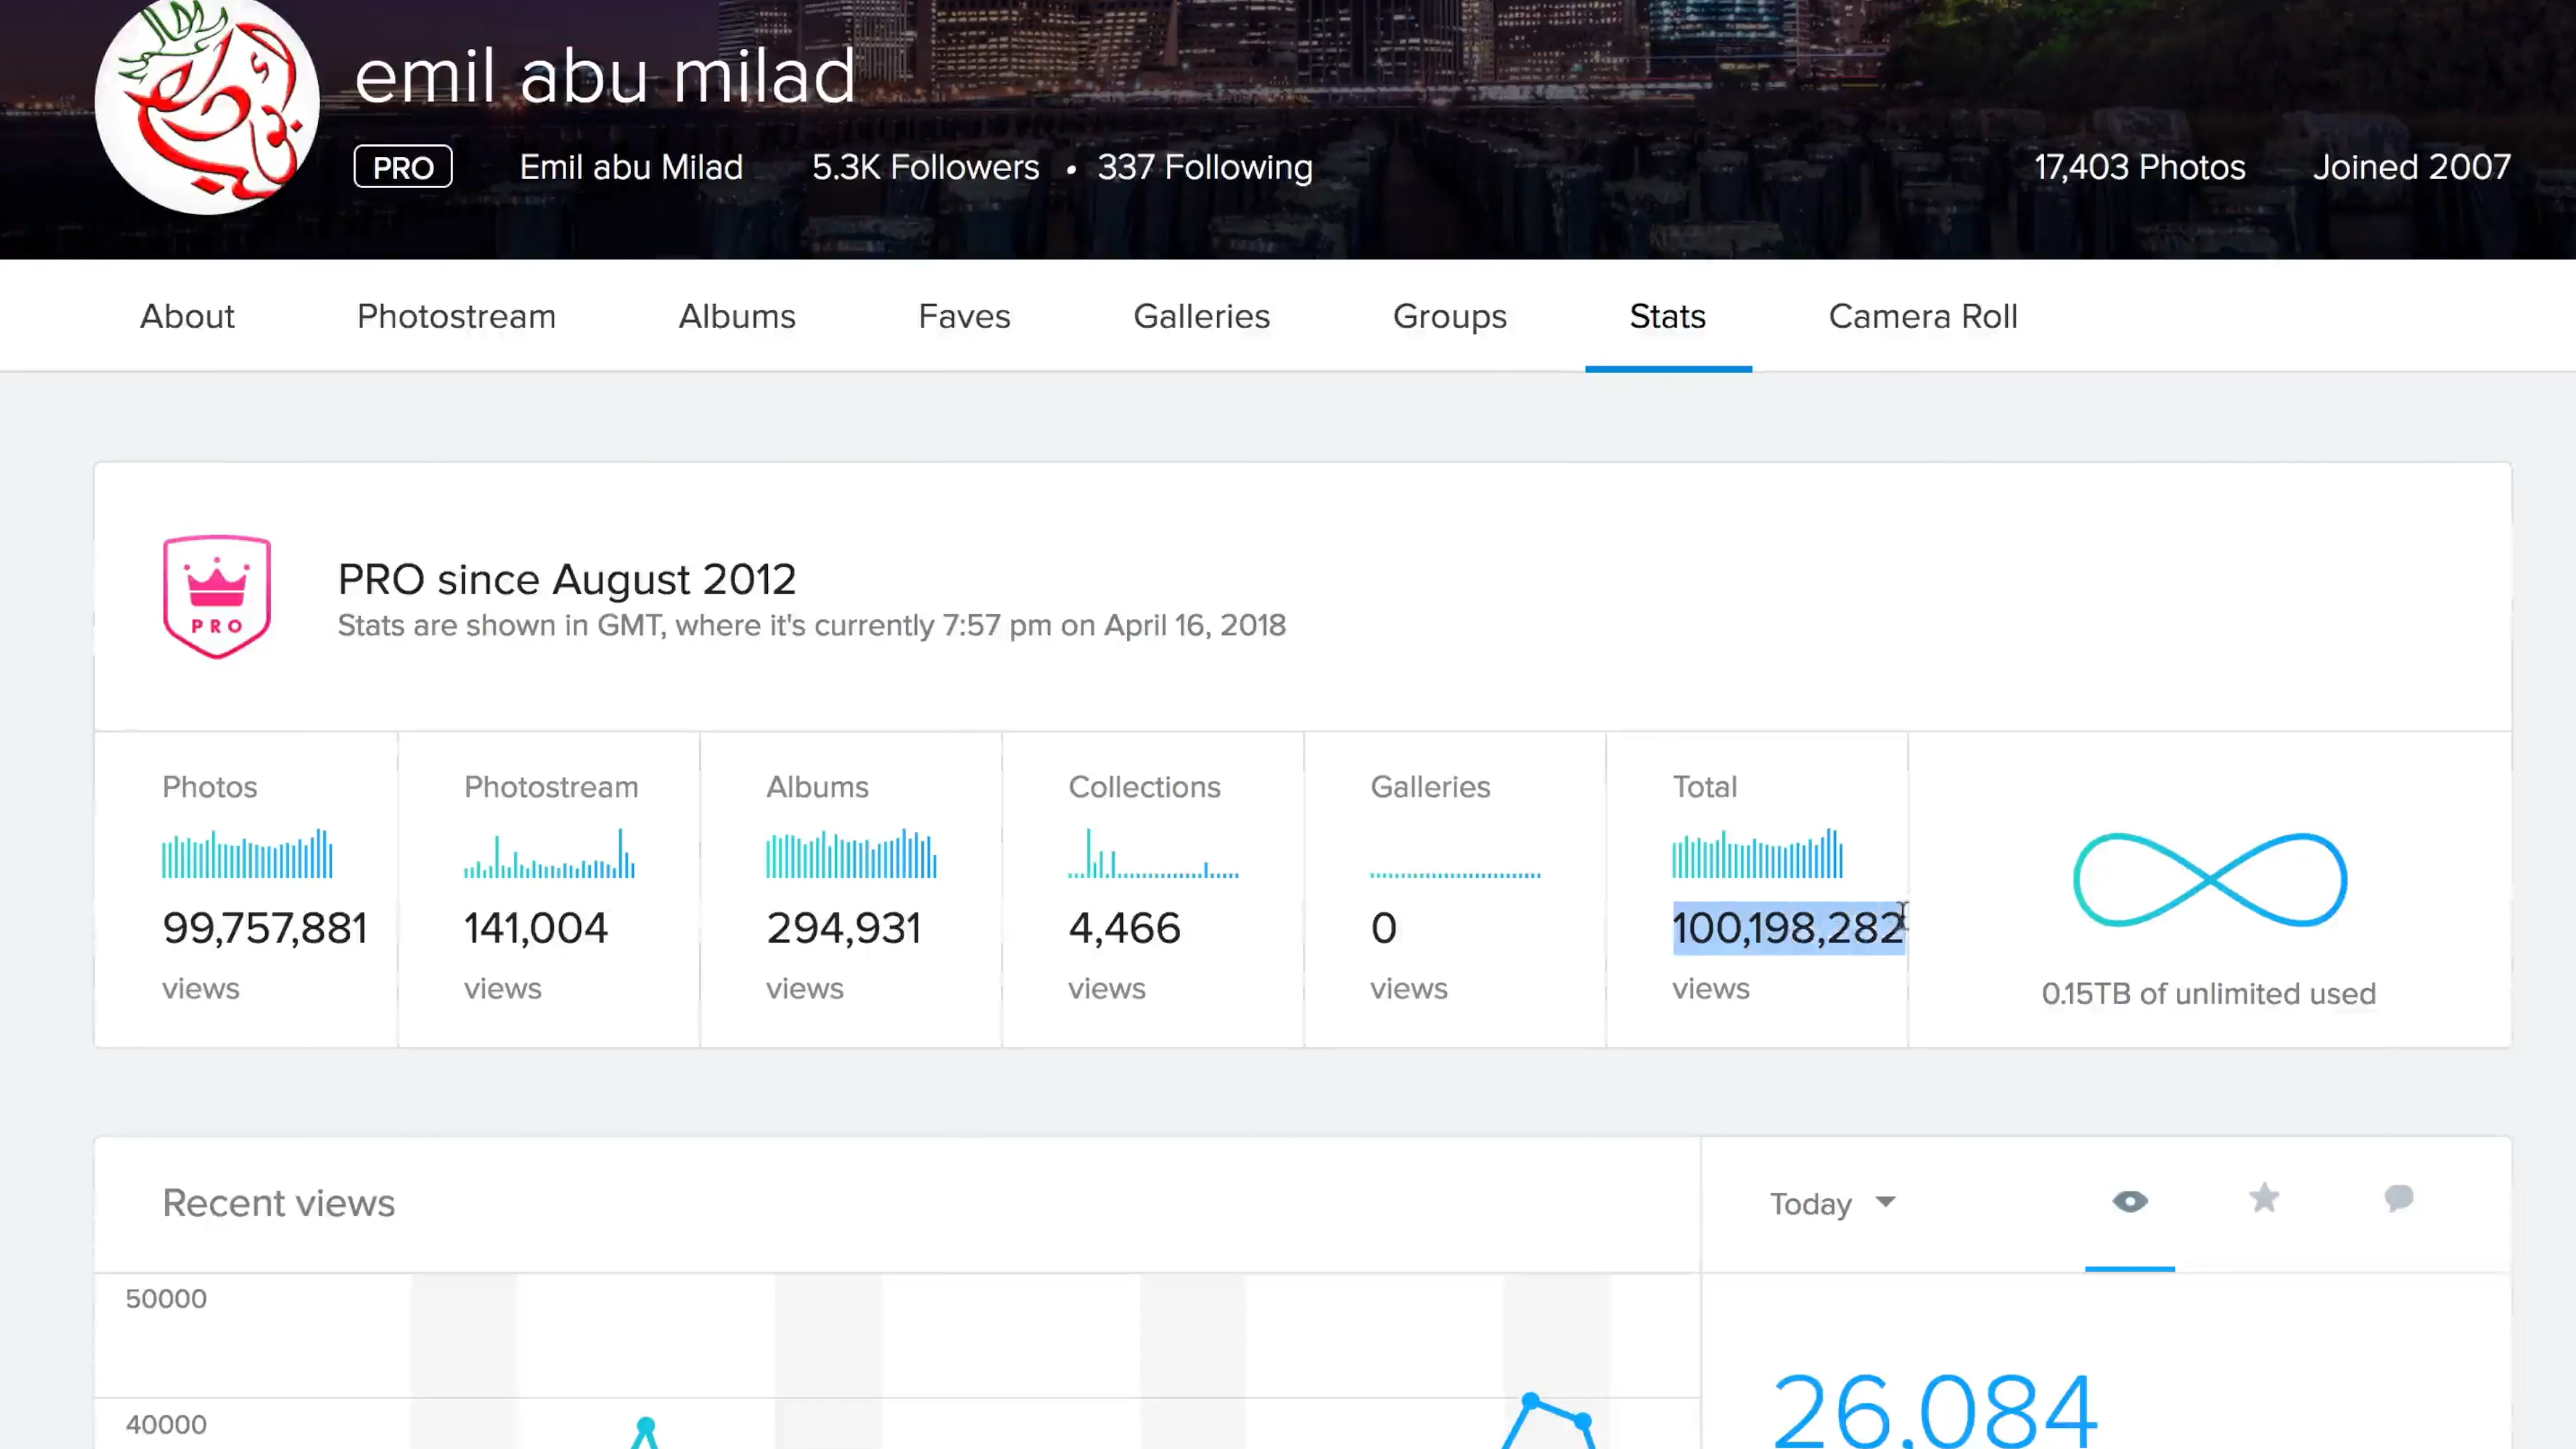 emil abu milad
PRO Emil abu Milad 5.3K Followers • 337 Following 17,403 Photos Joined 2007
About Photostream Albums Faves Galleries Groups Stats Camera Roll
PRO
PRO since August 2012
Stats are shown in GMT, where it's currently 7:57 pm on April 16, 2018
Photos Photostream Albums Collections Galleries Total
99,757,881 141,004 294,931 4,466 0 100,198,282
views views views views views views
0.15TB of unlimited used
Recent views
Today
50000
40000
26,084